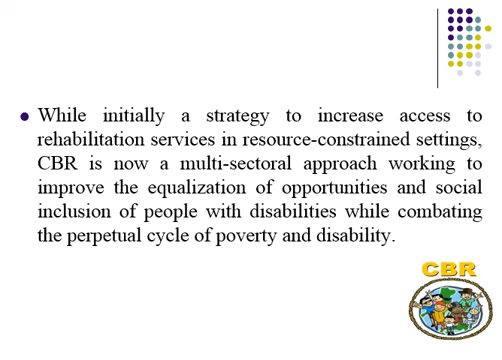 While initially a strategy to increase access to
rehabilitation services in resource-constrained settings,
CBR is now a multi-sectoral approach working to
improve the equalization of opportunities and social
inclusion of people with disabilities while combating
the perpetual cycle of poverty and disability.
CBR